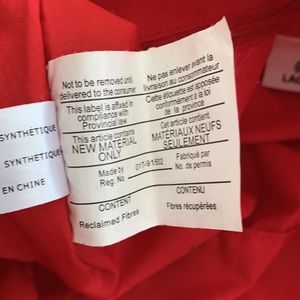 Not to be removed until
delivered to the consumer
This label is affixed in
compliance with
Provincial law
This article contains
NEW MATERIAL
ONLY
Made by
Reg. No
01T-91502
CONTENT
Reclaimed Fibres
Ne pas enlever avant la
livraison au consommateur
Cette étiquette est apposée
conformément à la loi
de la province
Cet article contient
MATÉRIAUX NEUFS
SEULEMENT
Fabriqué par
No. de permis
CONTENU
Fibres récupérées
SYNTHETIQUE
SYNTHETIQUE
EN CHINE